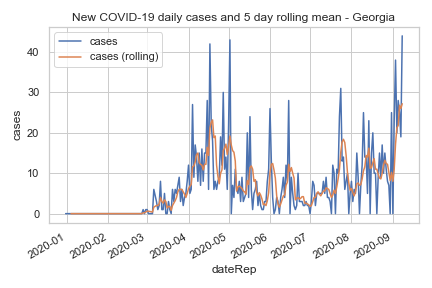 New COVID-19 daily cases and 5 day rolling mean - Georgia
cases
cases (rolling)
40
30
20
10
0
cases
2020-01
2020-02
2020-03
2020-04
2020-05
2020-06
2020-07
2020-08
2020-09
dateRep